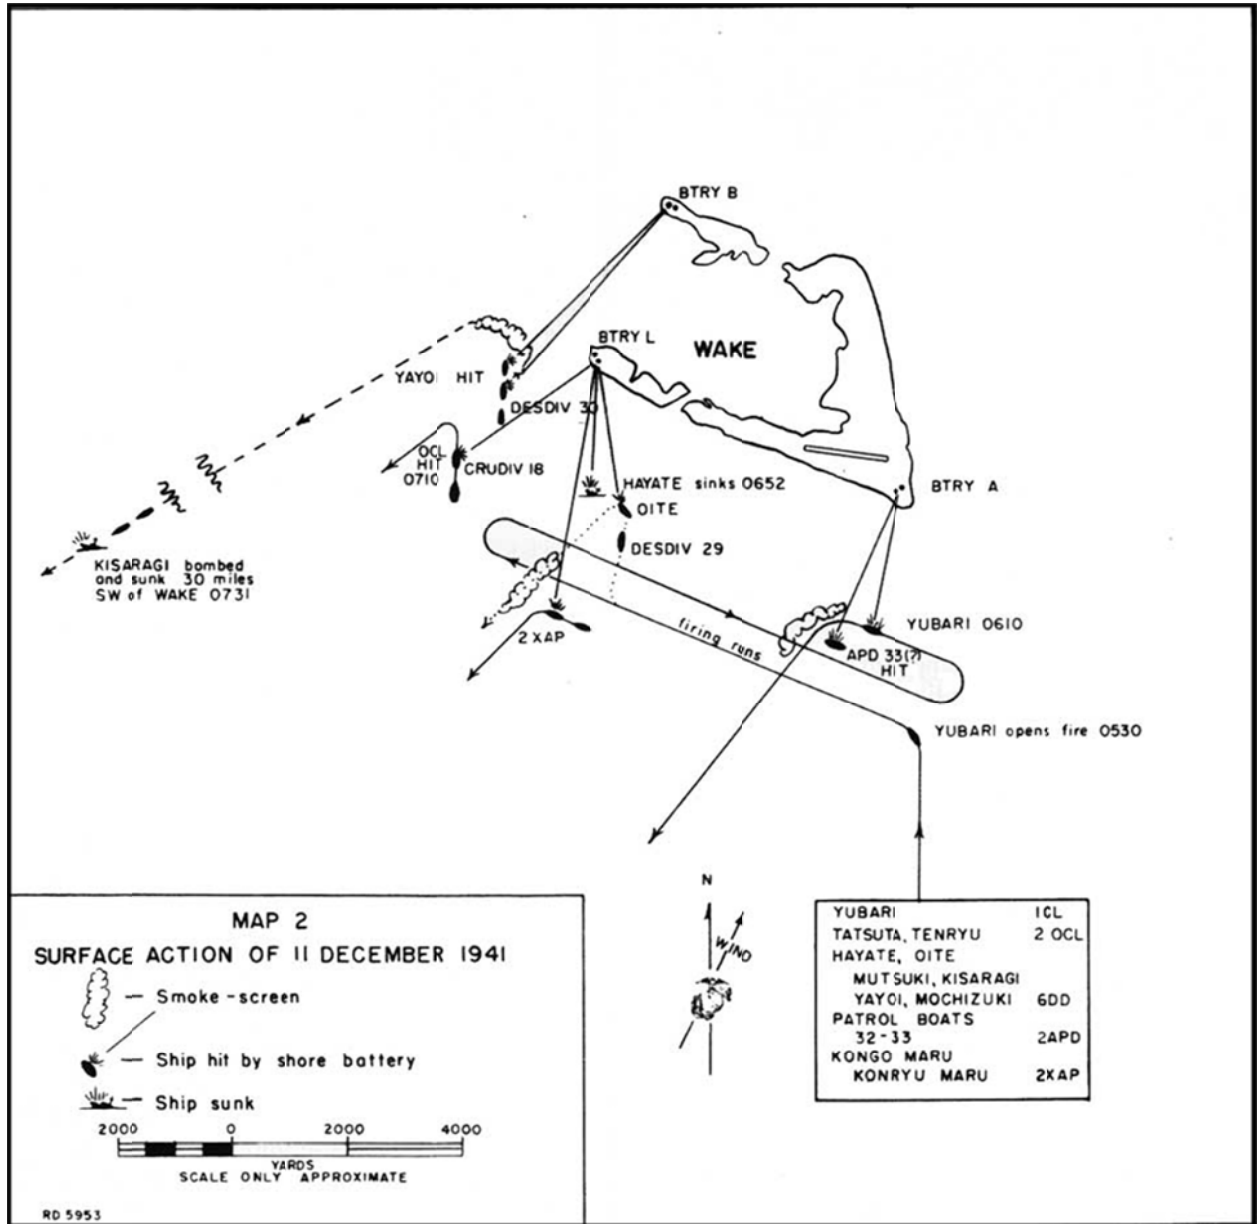 BTRY B
BTRY L
WAKE
YAYOI HIT
DESDIV 30
OCL
HIT
0710
CRUDIV 18
HAYATE sinks 0652
OITE
BTRY A
DESDIV 29
KISARAGI bombed
and sunk 30 miles
SW of WAKE 0731
2 XAP
firing runs
YUBARI 0610
APD 33(?)
HIT
YUBARI opens fire 0530
N
WIND
MAP 2
SURFACE ACTION OF 11 DECEMBER 1941
Smoke-screen
Ship hit by shore battery
Ship sunk
2000 0 2000 4000
YARDS
SCALE ONLY APPROXIMATE
RD 5953
YUBARI 1CL
TATSUTA, TENRYU 2 OCL
HAYATE, OITE
MUTSUKI, KISARAGI
YAYOI, MOCHIZUKI 6DD
PATROL BOATS
32-33 2APD
KONGO MARU
KONRYU MARU 2XAP